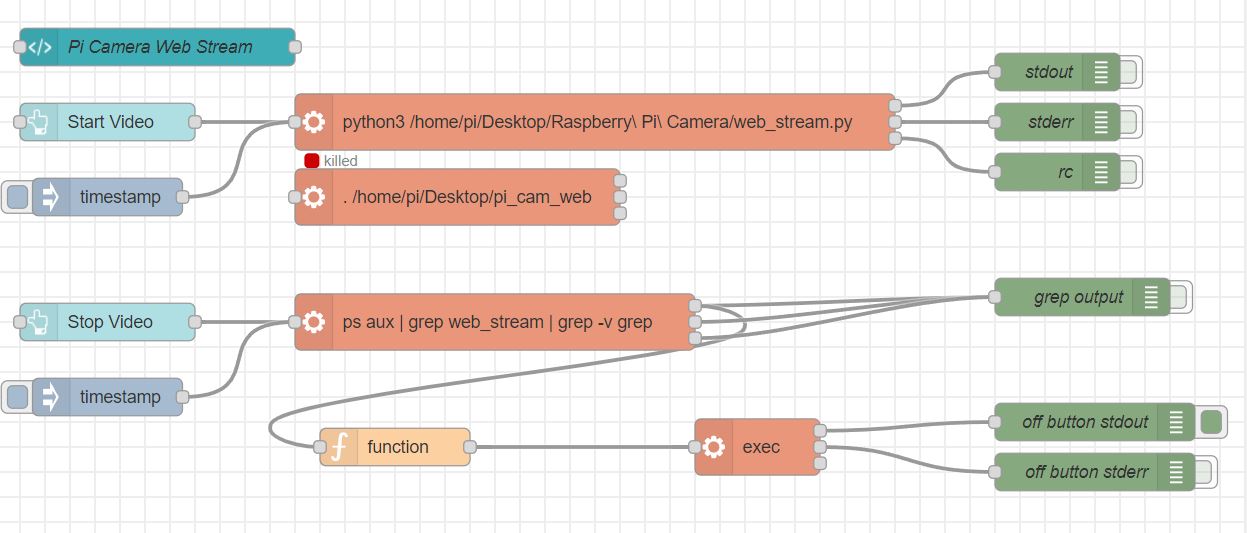 Pi Camera Web Stream
Start Video
python3 /home/pi/Desktop/Raspberry\ Pi\ Camera/web_stream.py
stdout
stderr
rc
killed
timestamp
. /home/pi/Desktop/pi_cam_web
Stop Video
ps aux | grep web_stream | grep -v grep
grep output
timestamp
function
exec
off button stdout
off button stderr